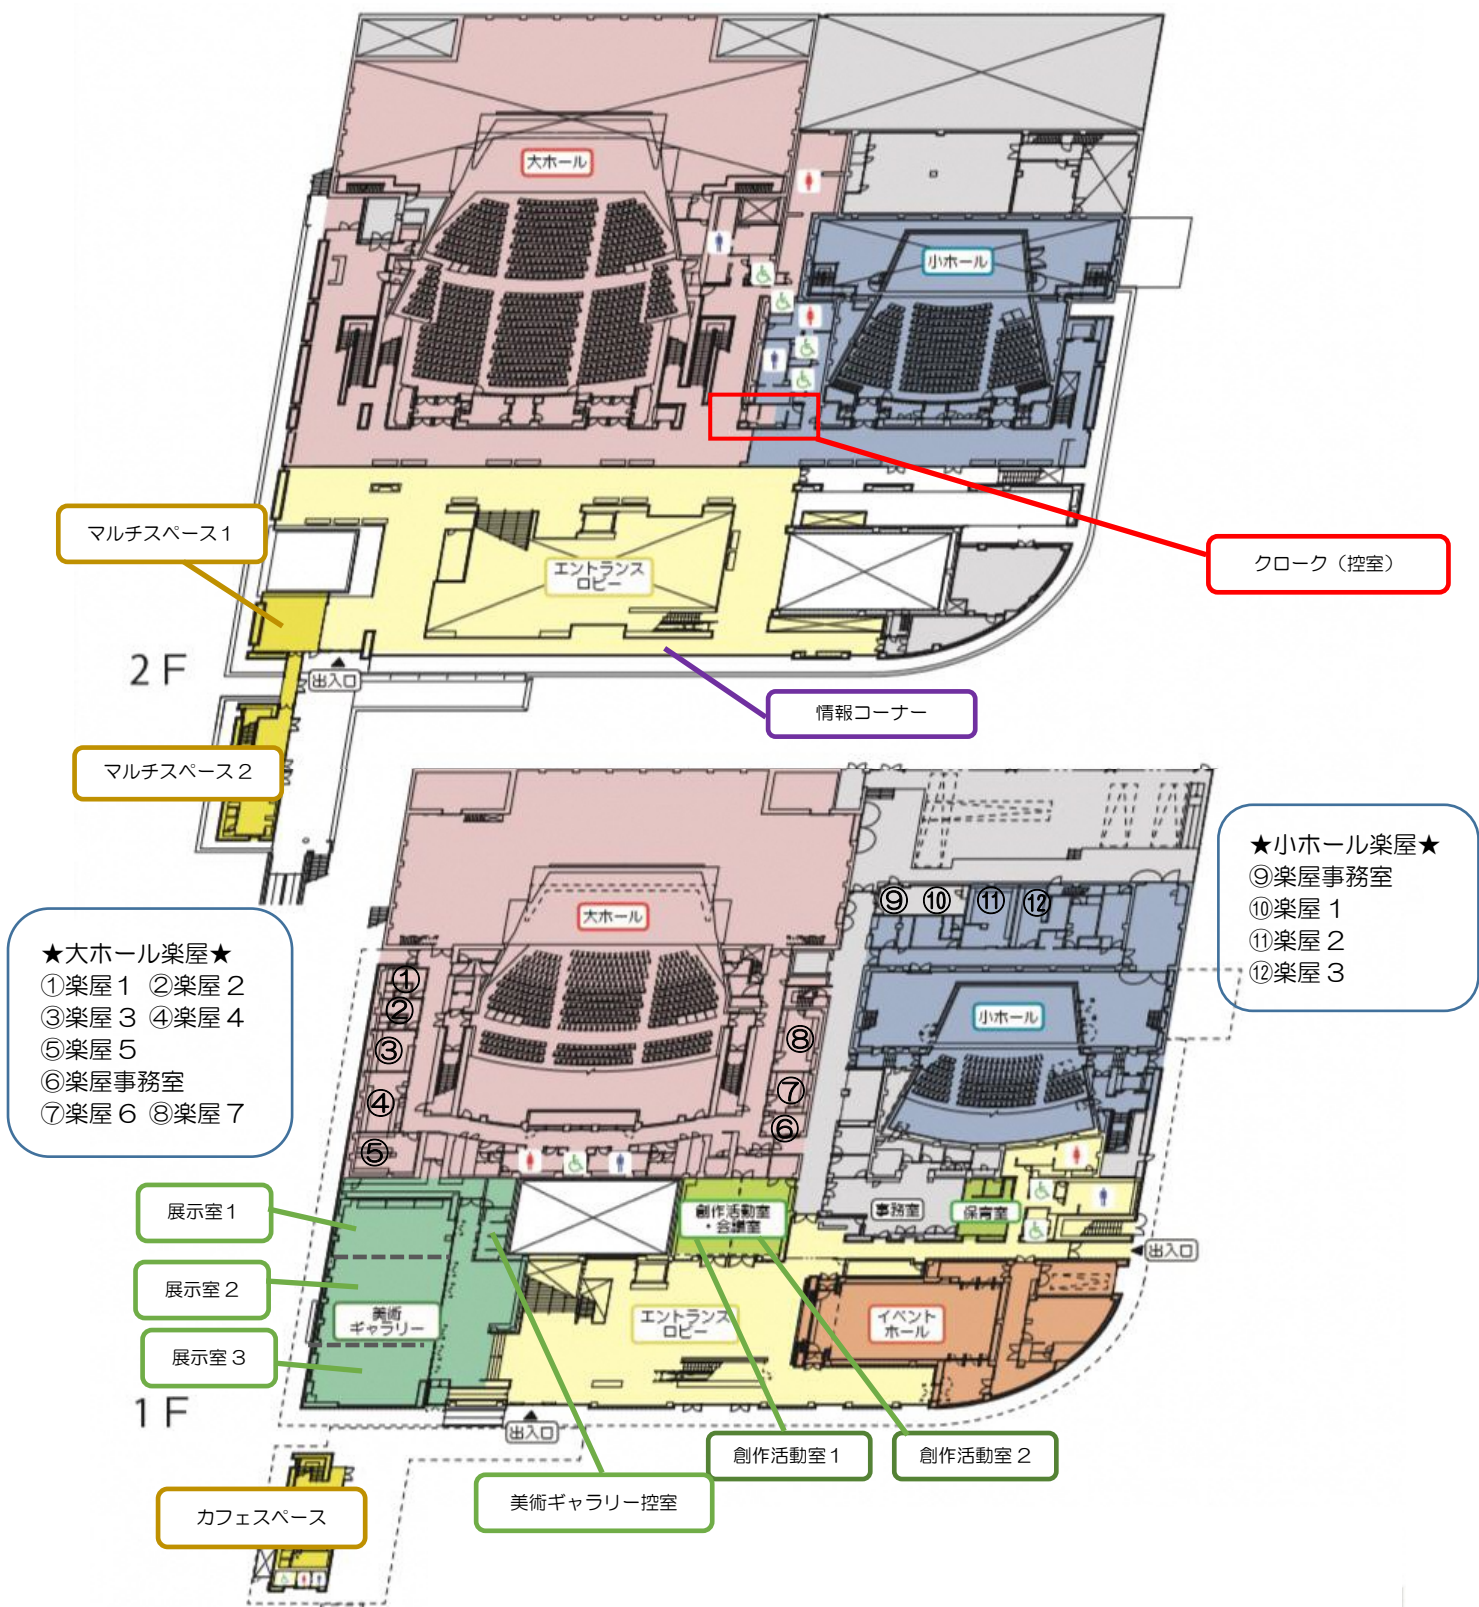 大ホール
小ホール
マルチスペース1
エントランス
ロビー
クローク（控室）
2F
出入口
情報コーナー
マルチスペース2
★小ホール楽屋★
⑨楽屋事務室
⑩楽屋1
⑪楽屋2
⑫楽屋3
⑨ ⑩ ⑪ ⑫
大ホール
★大ホール楽屋★
①楽屋1 ②楽屋2
③楽屋3 ④楽屋4
⑤楽屋5
⑥楽屋事務室
⑦楽屋6 ⑧楽屋7
①
②
③
④
⑤
⑧
⑦
⑥
小ホール
展示室1
創作活動室
・会議室
事務室
保育室
出入口
展示室2
美術
ギャラリー
エントランス
ロビー
イベント
ホール
展示室3
1F
出入口
創作活動室1
創作活動室2
美術ギャラリー控室
カフェスペース